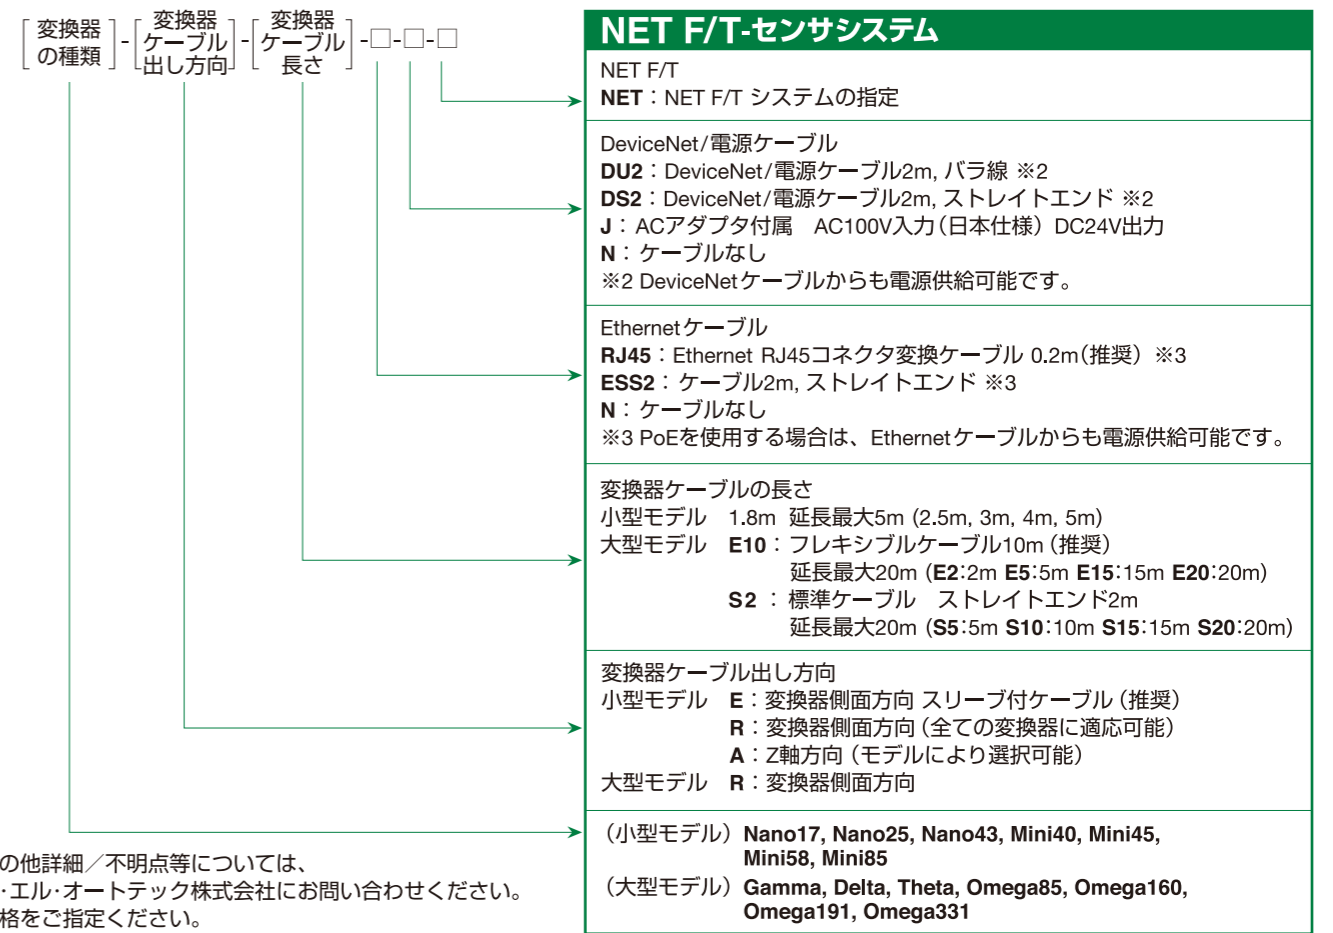 変換器の種類 - 変換器ケーブル出し方向 - 変換器ケーブル長さ -□-□-□
NET F/T-センサシステム
NET F/T
NET：NET F/T システムの指定
DeviceNet/電源ケーブル
DU2：DeviceNet/電源ケーブル2m, バラ線 ※2
DS2：DeviceNet/電源ケーブル2m, ストレイトエンド ※2
J：ACアダプタ付属　AC100V入力（日本仕様）DC24V出力
N：ケーブルなし
※2 DeviceNetケーブルからも電源供給可能です。
Ethernetケーブル
RJ45：Ethernet RJ45コネクタ変換ケーブル 0.2m（推奨）※3
ESS2：ケーブル2m, ストレイトエンド ※3
N：ケーブルなし
※3 PoEを使用する場合は、Ethernetケーブルからも電源供給可能です。
変換器ケーブルの長さ
小型モデル　1.8m 延長最大5m (2.5m, 3m, 4m, 5m)
大型モデル　E10：フレキシブルケーブル10m（推奨）
延長最大20m (E2:2m E5:5m E15:15m E20:20m)
S2：標準ケーブル　ストレイトエンド2m
延長最大20m (S5:5m S10:10m S15:15m S20:20m)
変換器ケーブル出し方向
小型モデル　E：変換器側面方向 スリーブ付ケーブル（推奨）
R：変換器側面方向（全ての変換器に適応可能）
A：Z軸方向（モデルにより選択可能）
大型モデル　R：変換器側面方向
（小型モデル）Nano17, Nano25, Nano43, Mini40, Mini45,
Mini58, Mini85
（大型モデル）Gamma, Delta, Theta, Omega85, Omega160,
Omega191, Omega331
の他詳細／不明点等については、
・エル・オートテック株式会社にお問い合わせください。
格をご指定ください。